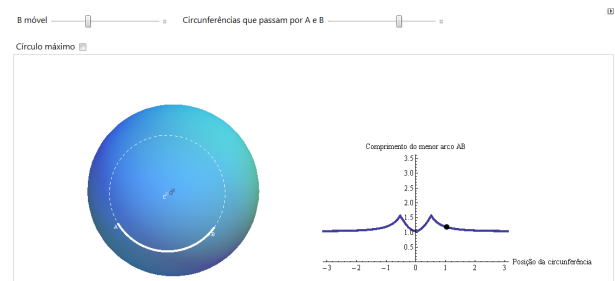 B móvel
Circunferências que passam por A e B
Círculo máximo
Comprimento do menor arco AB
3.5
3.0
2.5
2.0
1.5
1.0
0.5
-3 -2 -1 0 1 2 3
Posição da circunferência
A
B